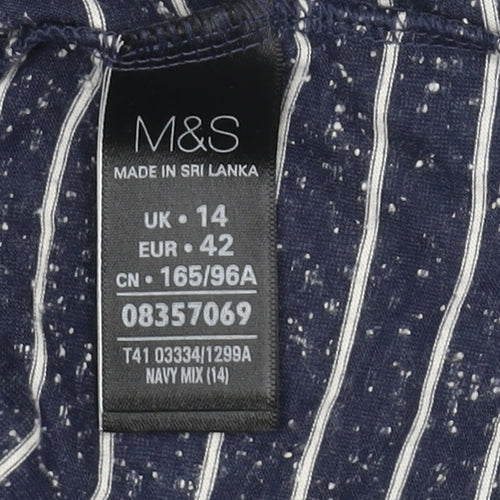 M&S
MADE IN SRI LANKA
UK • 14
EUR • 42
CN • 165/96A
08357069
T41 03334/1299A
NAVY MIX (14)